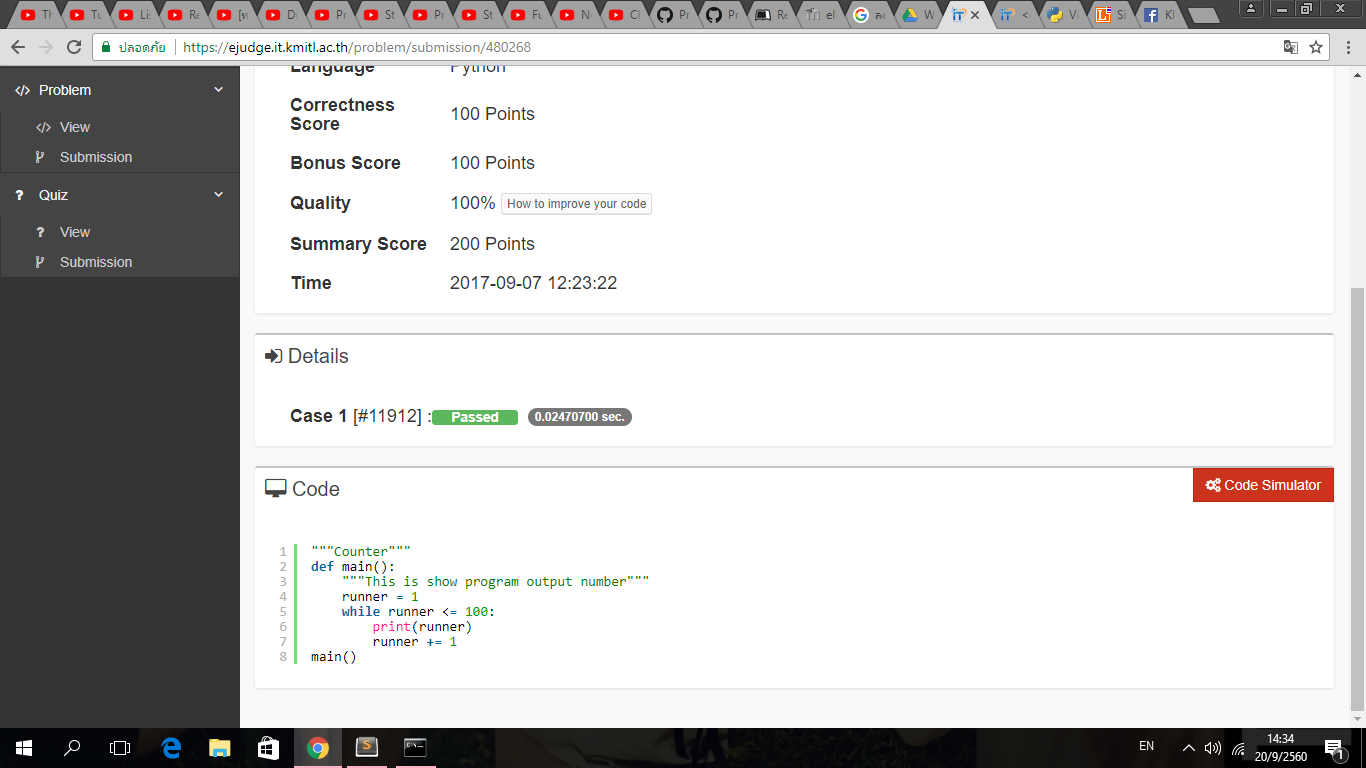 Th
Tu
Lis
Re
[ท
Di
Pr
St
Pr
St
Fu
N
Cl
Pr
Pr
Re
el
ลง
W
<
Vi
Si
Kl
ปลอดภัย
https://ejudge.it.kmitl.ac.th/problem/submission/480268
Problem
View
Submission
Quiz
View
Submission
Language Python
Correctness Score 100 Points
Bonus Score 100 Points
Quality 100% How to improve your code
Summary Score 200 Points
Time 2017-09-07 12:23:22
Details
Case 1 [#11912] : Passed 0.02470700 sec.
Code
Code Simulator
1 """Counter"""
2 def main():
3 """This is show program output number"""
4 runner = 1
5 while runner <= 100:
6 print(runner)
7 runner += 1
8 main()
EN
14:34
20/9/2560
1